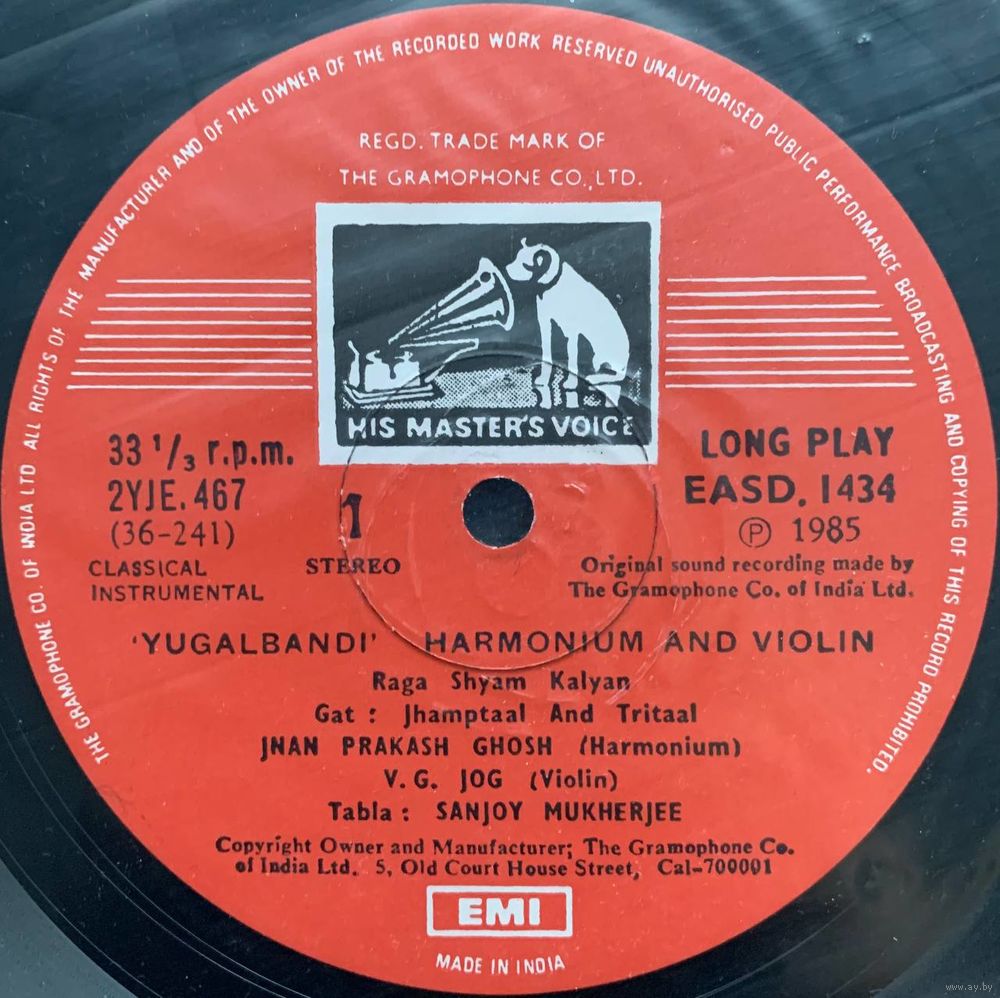 THE GRAMOPHONE CO. OF INDIA LTD ALL RIGHTS OF THE MANUFACTURER AND OF THE OWNER OF THE RECORDED WORK RESERVED UNAUTHORISED PUBLIC PERFORMANCE BROADCASTING AND COPYING OF THIS RECORD PROHIBITED.
REGD. TRADE MARK OF
THE GRAMOPHONE CO., LTD.
HIS MASTER'S VOICE
33 1/3 r.p.m.
2YJE. 467
(36-241)
CLASSICAL
INSTRUMENTAL
1
STEREO
LONG PLAY
EASD. 1434
Ⓟ 1985
Original sound recording made by
The Gramophone Co. of India Ltd.
'YUGALBANDI' HARMONIUM AND VIOLIN
Raga Shyam Kalyan
Gat : Jhamptaal And Tritaal
JNAN PRAKASH GHOSH (Harmonium)
V. G. JOG (Violin)
Tabla : SANJOY MUKHERJEE
Copyright Owner and Manufacturer; The Gramophone Co.
of India Ltd. 5, Old Court House Street, Cal-700001
EMI
MADE IN INDIA
www.ay.by